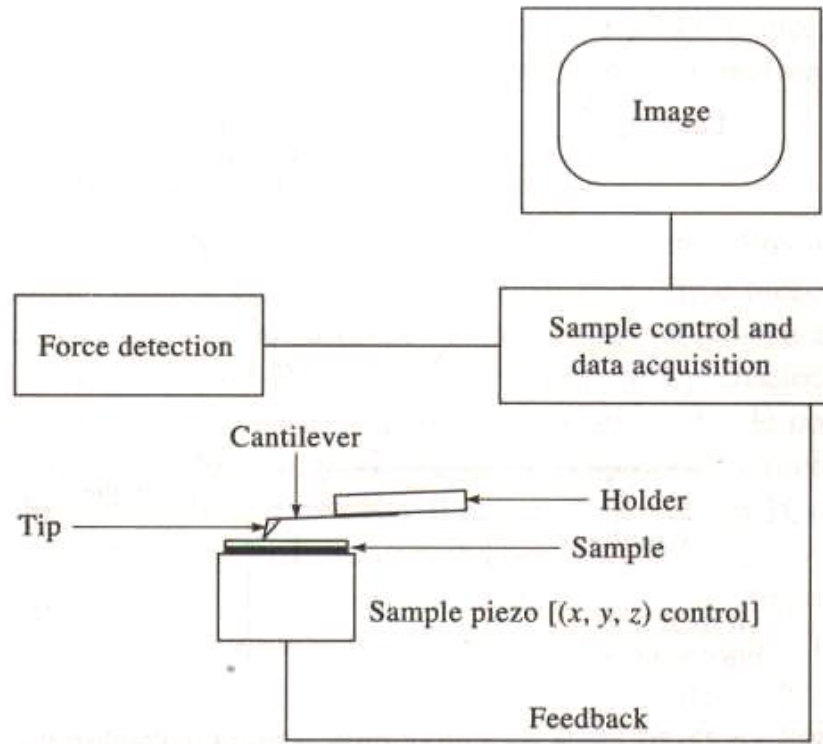 Image
Force detection
Sample control and
data acquisition
Cantilever
Tip
Holder
Sample
Sample piezo [(x, y, z) control]
Feedback